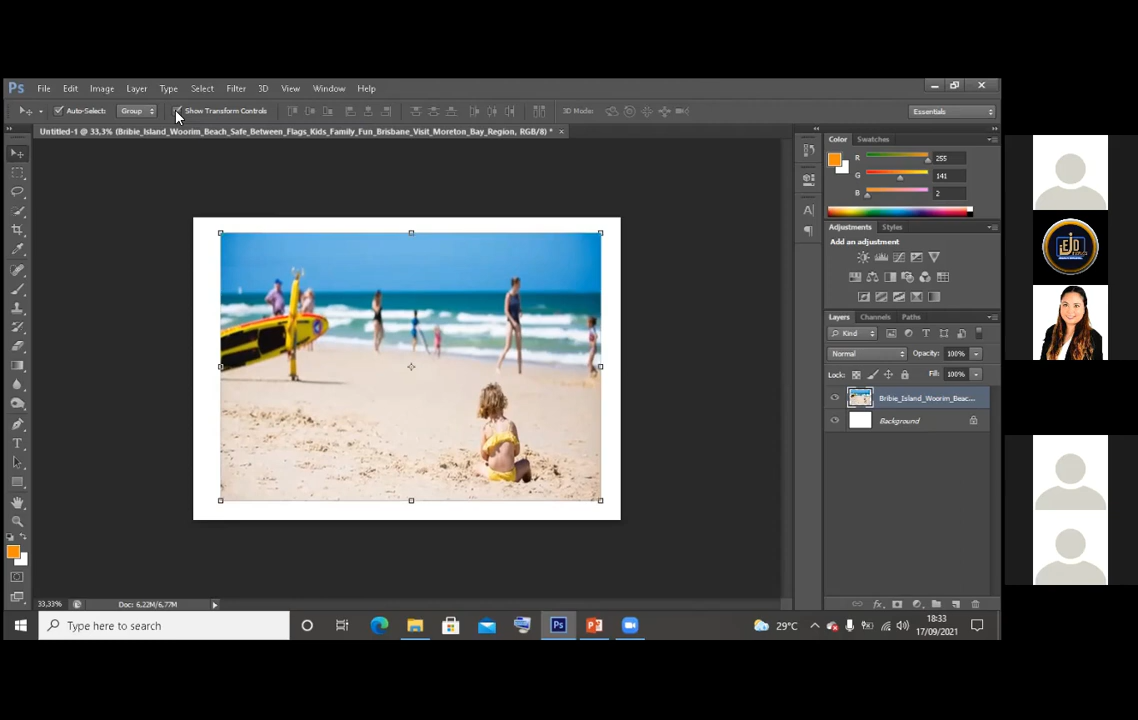 Ps File Edit Image Layer Type Select Filter 3D View Window Help
Auto-Select: Group Show Transform Controls 3D Mode: Essentials
Untitled-1 @ 33,3% (Bribie_Island_Woorim_Beach_Safe_Between_Flags_Kids_Family_Fun_Brisbane_Visit_Moreton_Bay_Region, RGB/8) * ×
Color Swatches
R 255
G 141
B 2
Adjustments Styles
Add an adjustment
Layers Channels Paths
Kind
Normal Opacity: 100%
Lock: Fill: 100%
Bribie_Island_Woorim_Beac...
Background
33,33% Doc: 6,22M/6,77M
Type here to search
Ps
29°C
18:33
17/09/2021